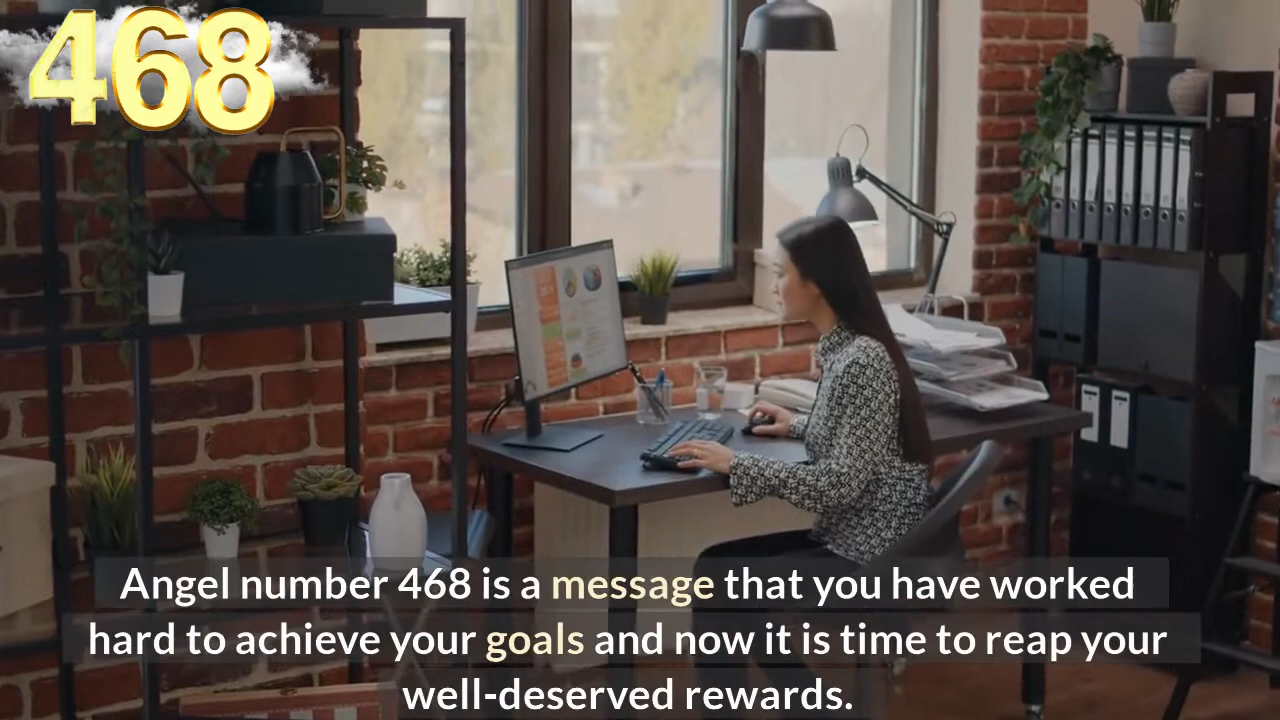 468
Angel number 468 is a message that you have worked
hard to achieve your goals and now it is time to reap your
well-deserved rewards.